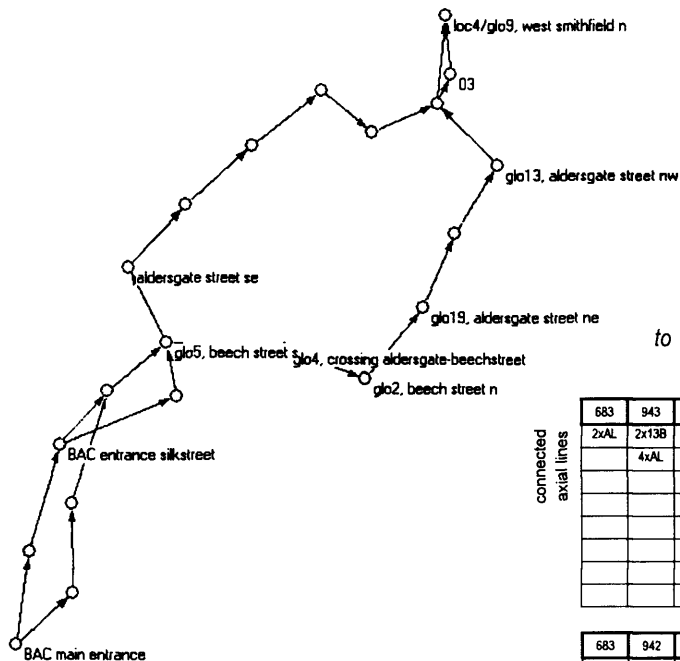 loc4/glo9, west smithfield n
03
glo13, aldersgate street nw
aldersgate street se
glo19, aldersgate street ne
to
glo5, beech street s
glo4, crossing aldersgate-beechstreet
glo2, beech street n
connected
axial lines
683 943
2xAL 2x13B
4xAL
BAC entrance silkstreet
683 942
BAC main entrance